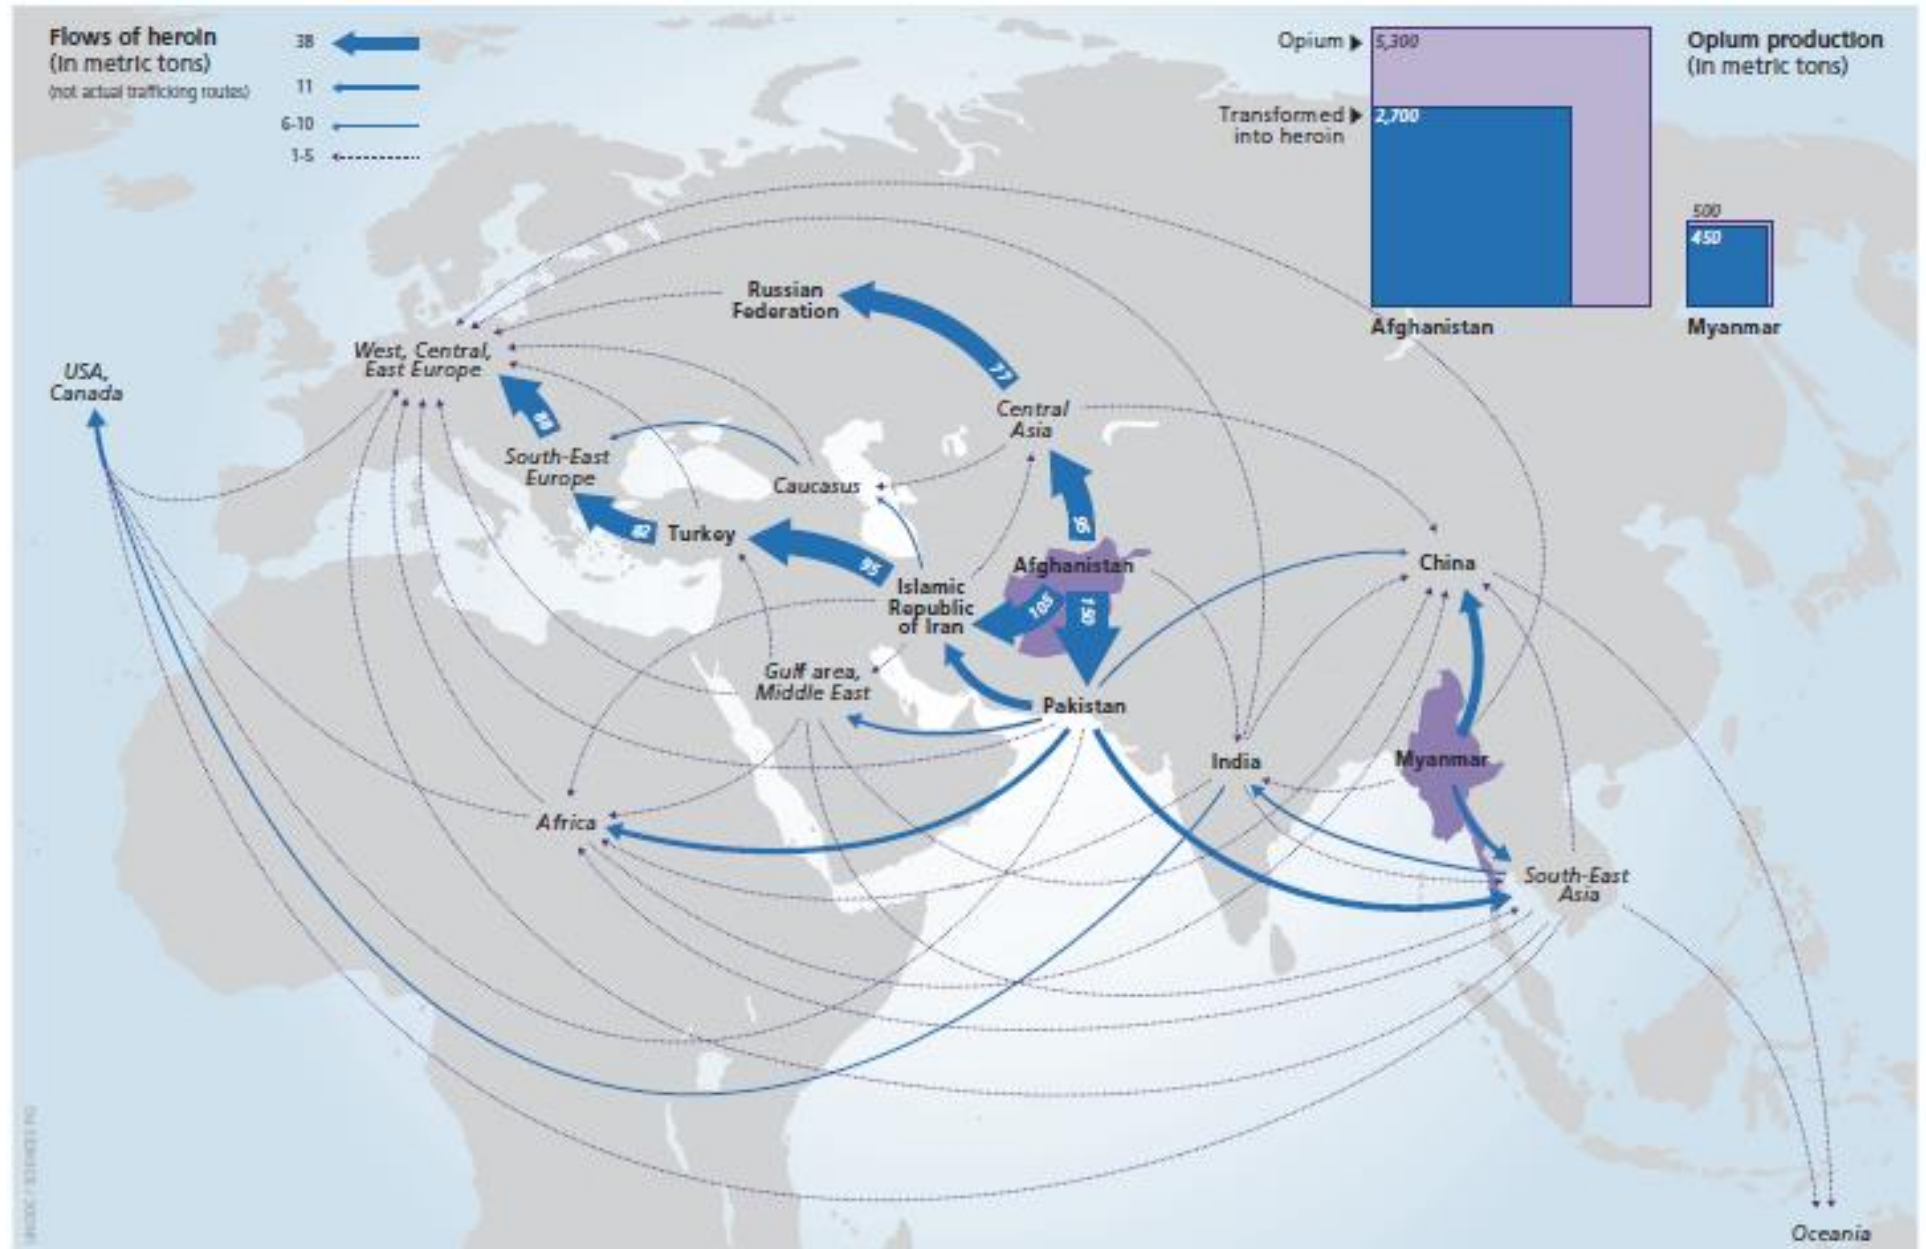 Flows of heroin
(in metric tons)
(not actual trafficking routes)
38
11
6-10
1-5
Opium
5,300
Transformed
into heroin
2,700
Afghanistan
Opium production
(in metric tons)
500
450
Myanmar
Russian
Federation
77
West, Central,
East Europe
USA,
Canada
88
Central
Asia
South-East
Europe
Caucasus
82
Turkey
95
95
Afghanistan
China
Islamic
Republic
of Iran
105
150
Gulf area,
Middle East
Pakistan
India
Myanmar
Africa
South-East
Asia
Oceania